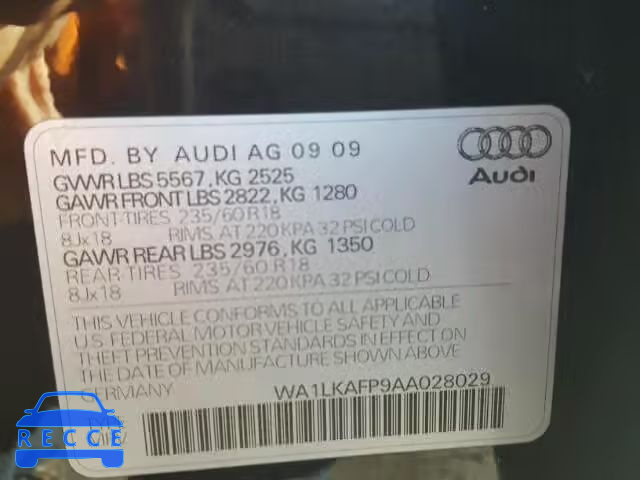 MFD. BY AUDI AG 09 09
Audi
GVWR LBS 5567, KG 2525
GAWR FRONT LBS 2822, KG 1280
FRONT TIRES 235/60 R18
8Jx18 RIMS AT 220 KPA 32 PSI COLD
GAWR REAR LBS 2976, KG 1350
REAR TIRES 235/60 R18
8Jx18 RIMS AT 220 KPA 32 PSI COLD
THIS VEHICLE CONFORMS TO ALL APPLICABLE
U.S. FEDERAL MOTOR VEHICLE SAFETY AND
THEFT PREVENTION STANDARDS IN EFFECT ON
THE DATE OF MANUFACTURE SHOWN ABOVE
GERMANY WA1LKAFP9AA028029
RECCE